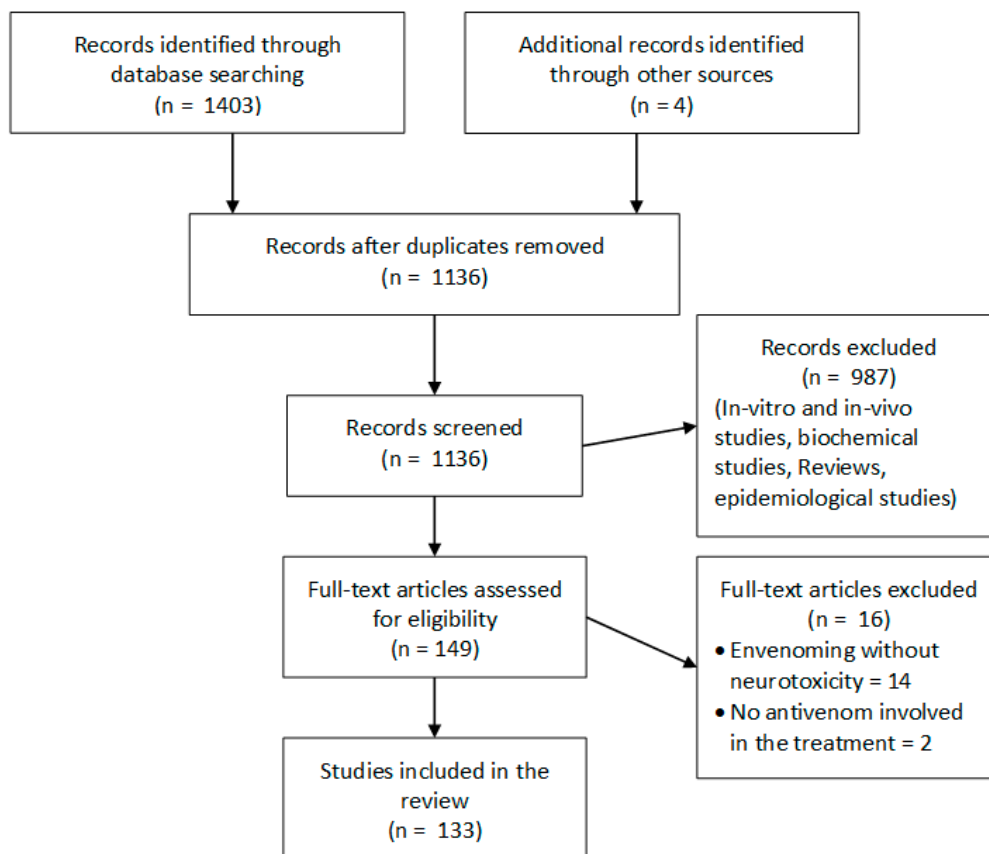 Records identified through
database searching
(n = 1403)
Additional records identified
through other sources
(n = 4)
Records after duplicates removed
(n = 1136)
Records screened
(n = 1136)
Records excluded
(n = 987)
(In-vitro and in-vivo
studies, biochemical
studies, Reviews,
epidemiological studies)
Full-text articles assessed
for eligibility
(n = 149)
Full-text articles excluded
(n = 16)
• Envenoming without
neurotoxicity = 14
• No antivenom involved
in the treatment = 2
Studies included in the
review
(n = 133)